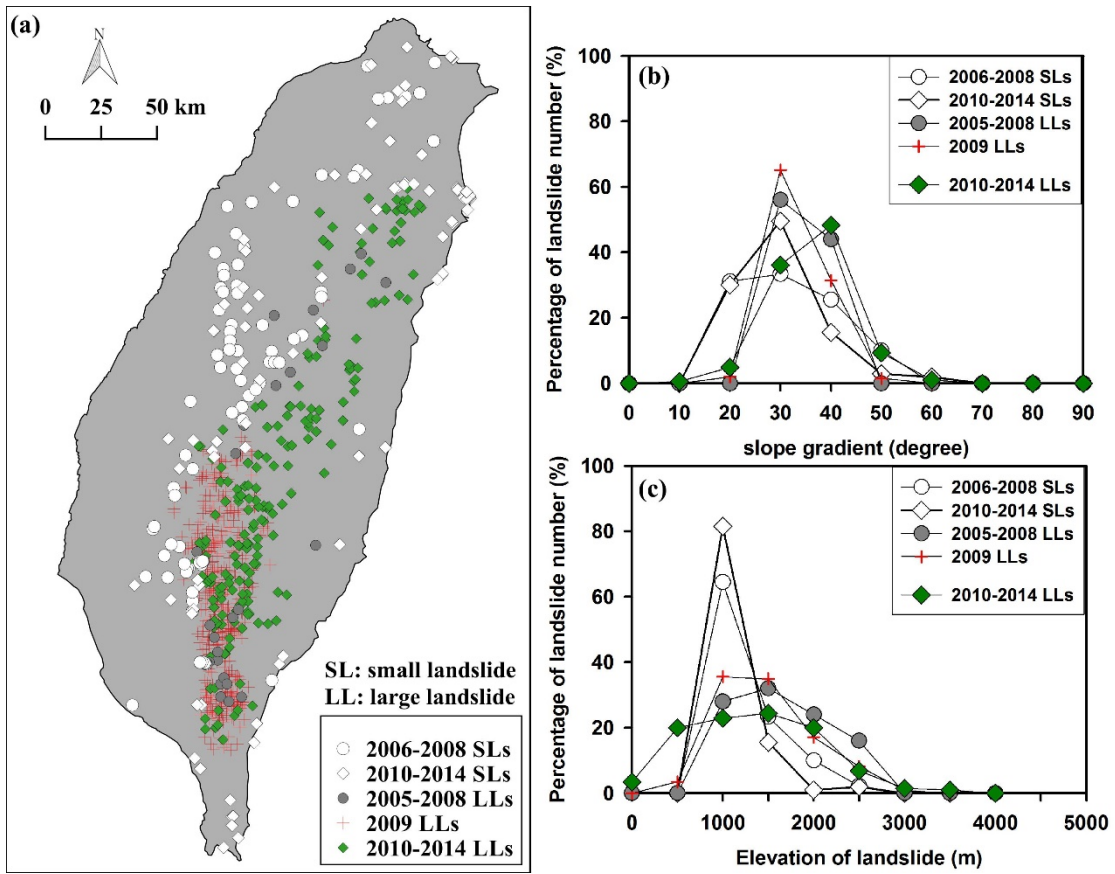 (a)
N
0 25 50 km
SL: small landslide
LL: large landslide
2006-2008 SLs
2010-2014 SLs
2005-2008 LLs
2009 LLs
2010-2014 LLs
(b)
Percentage of landslide number (%)
100
80
60
40
20
0
2006-2008 SLs
2010-2014 SLs
2005-2008 LLs
2009 LLs
2010-2014 LLs
0 10 20 30 40 50 60 70 80 90
slope gradient (degree)
(c)
Percentage of landslide number (%)
100
80
60
40
20
0
2006-2008 SLs
2010-2014 SLs
2005-2008 LLs
2009 LLs
2010-2014 LLs
0 1000 2000 3000 4000 5000
Elevation of landslide (m)